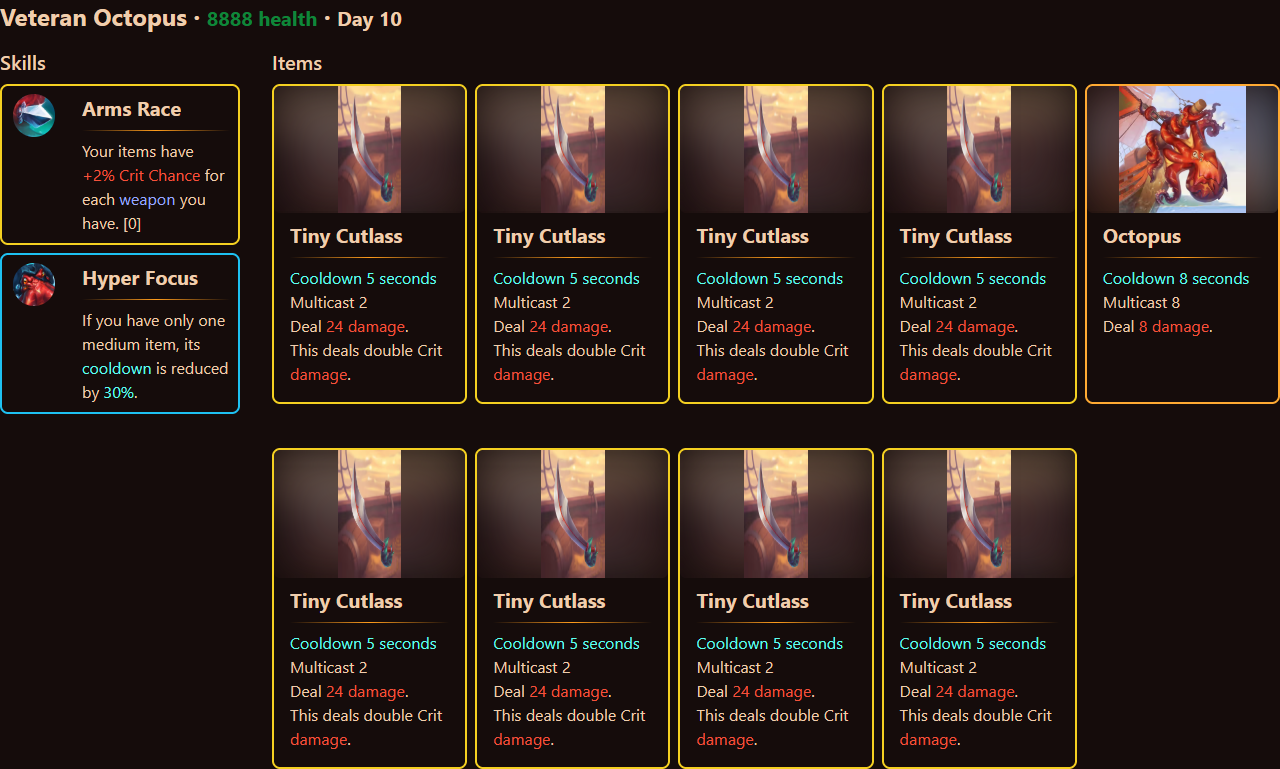 Veteran Octopus · 8888 health · Day 10
Skills
Arms Race
Your items have
+2% Crit Chance for
each weapon you
have. [0]
Hyper Focus
If you have only one
medium item, its
cooldown is reduced
by 30%.
Items
Tiny Cutlass
Cooldown 5 seconds
Multicast 2
Deal 24 damage.
This deals double Crit
damage.
Tiny Cutlass
Cooldown 5 seconds
Multicast 2
Deal 24 damage.
This deals double Crit
damage.
Tiny Cutlass
Cooldown 5 seconds
Multicast 2
Deal 24 damage.
This deals double Crit
damage.
Tiny Cutlass
Cooldown 5 seconds
Multicast 2
Deal 24 damage.
This deals double Crit
damage.
Octopus
Cooldown 8 seconds
Multicast 8
Deal 8 damage.
Tiny Cutlass
Cooldown 5 seconds
Multicast 2
Deal 24 damage.
This deals double Crit
damage.
Tiny Cutlass
Cooldown 5 seconds
Multicast 2
Deal 24 damage.
This deals double Crit
damage.
Tiny Cutlass
Cooldown 5 seconds
Multicast 2
Deal 24 damage.
This deals double Crit
damage.
Tiny Cutlass
Cooldown 5 seconds
Multicast 2
Deal 24 damage.
This deals double Crit
damage.